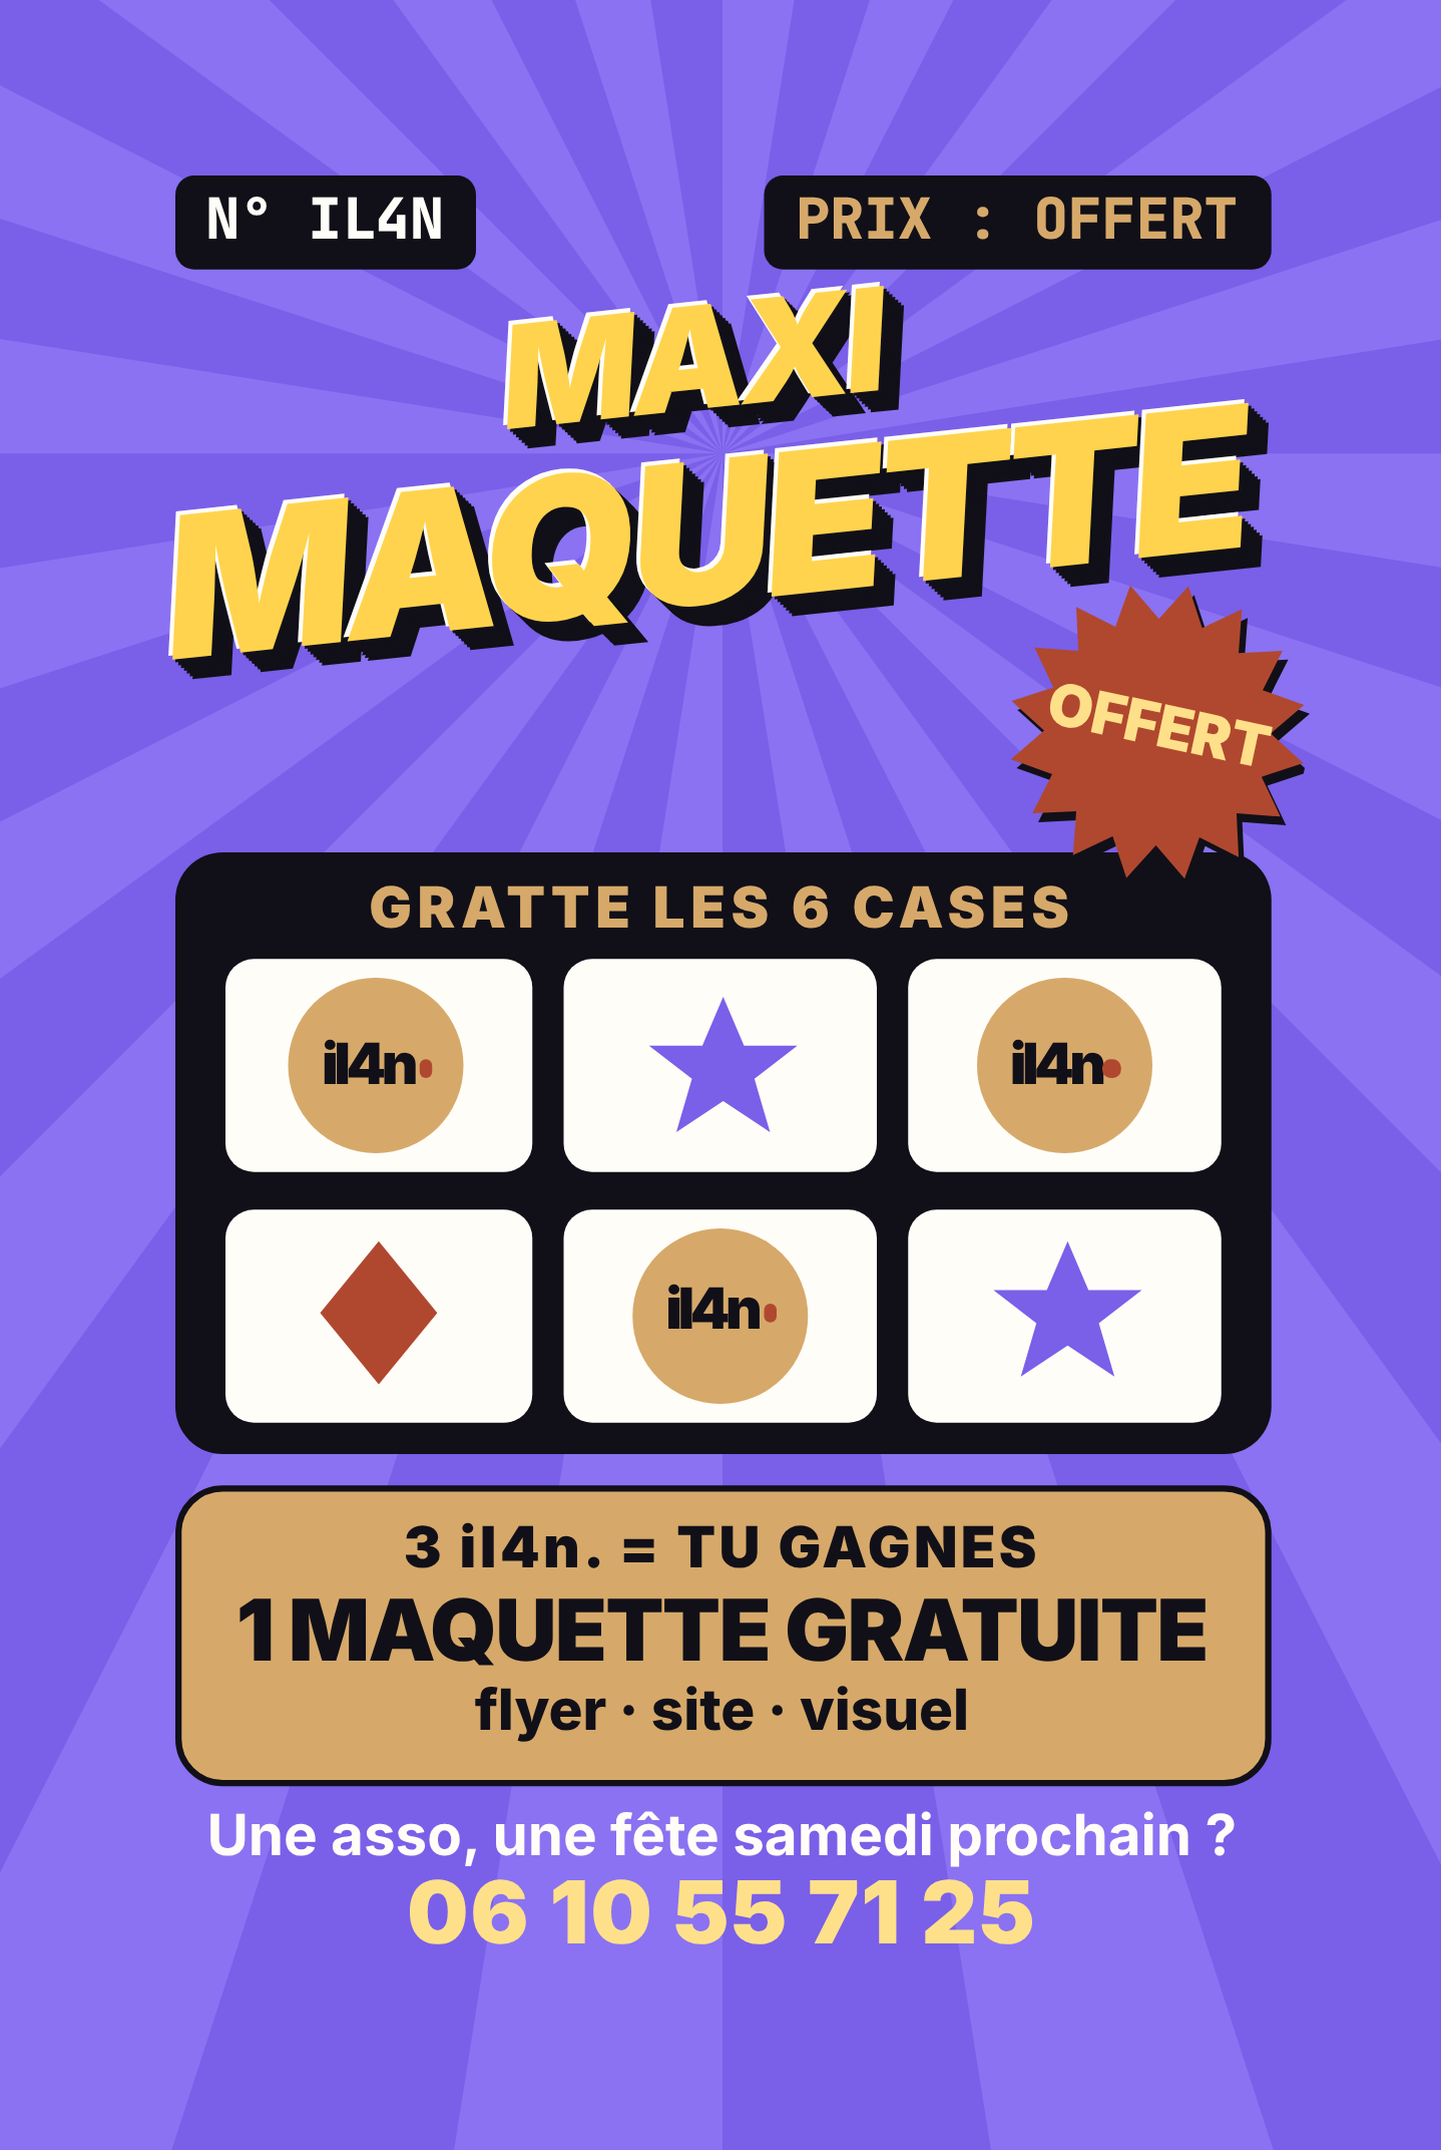 N° IL4N
PRIX : OFFERT
MAXI
MAQUETTE
OFFERT
GRATTE LES 6 CASES
il4n.
il4n.
il4n.
3 il4n. = TU GAGNES
1 MAQUETTE GRATUITE
flyer · site · visuel
Une asso, une fête samedi prochain ?
06 10 55 71 25